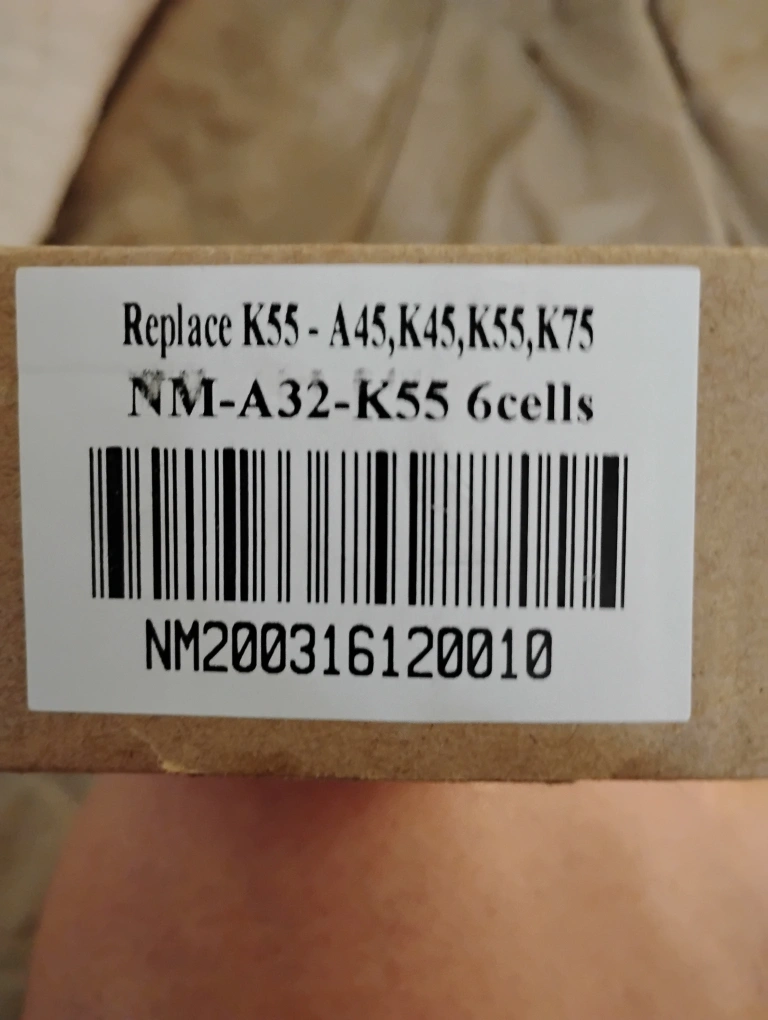 Replace K55 - A45,K45,K55,K75
NM-A32-K55 6cells
NM200316120010